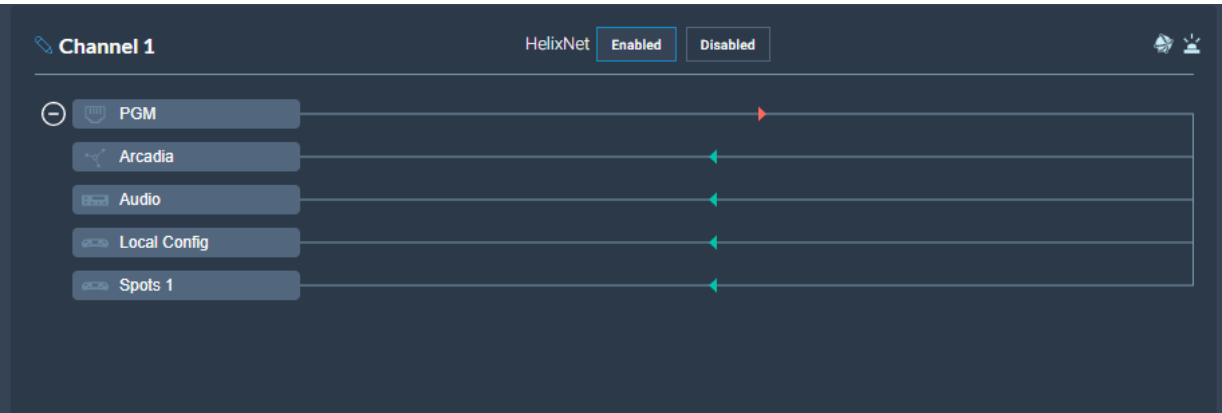 Channel 1 HelixNet Enabled Disabled
PGM
Arcadia
Audio
Local Config
Spots 1